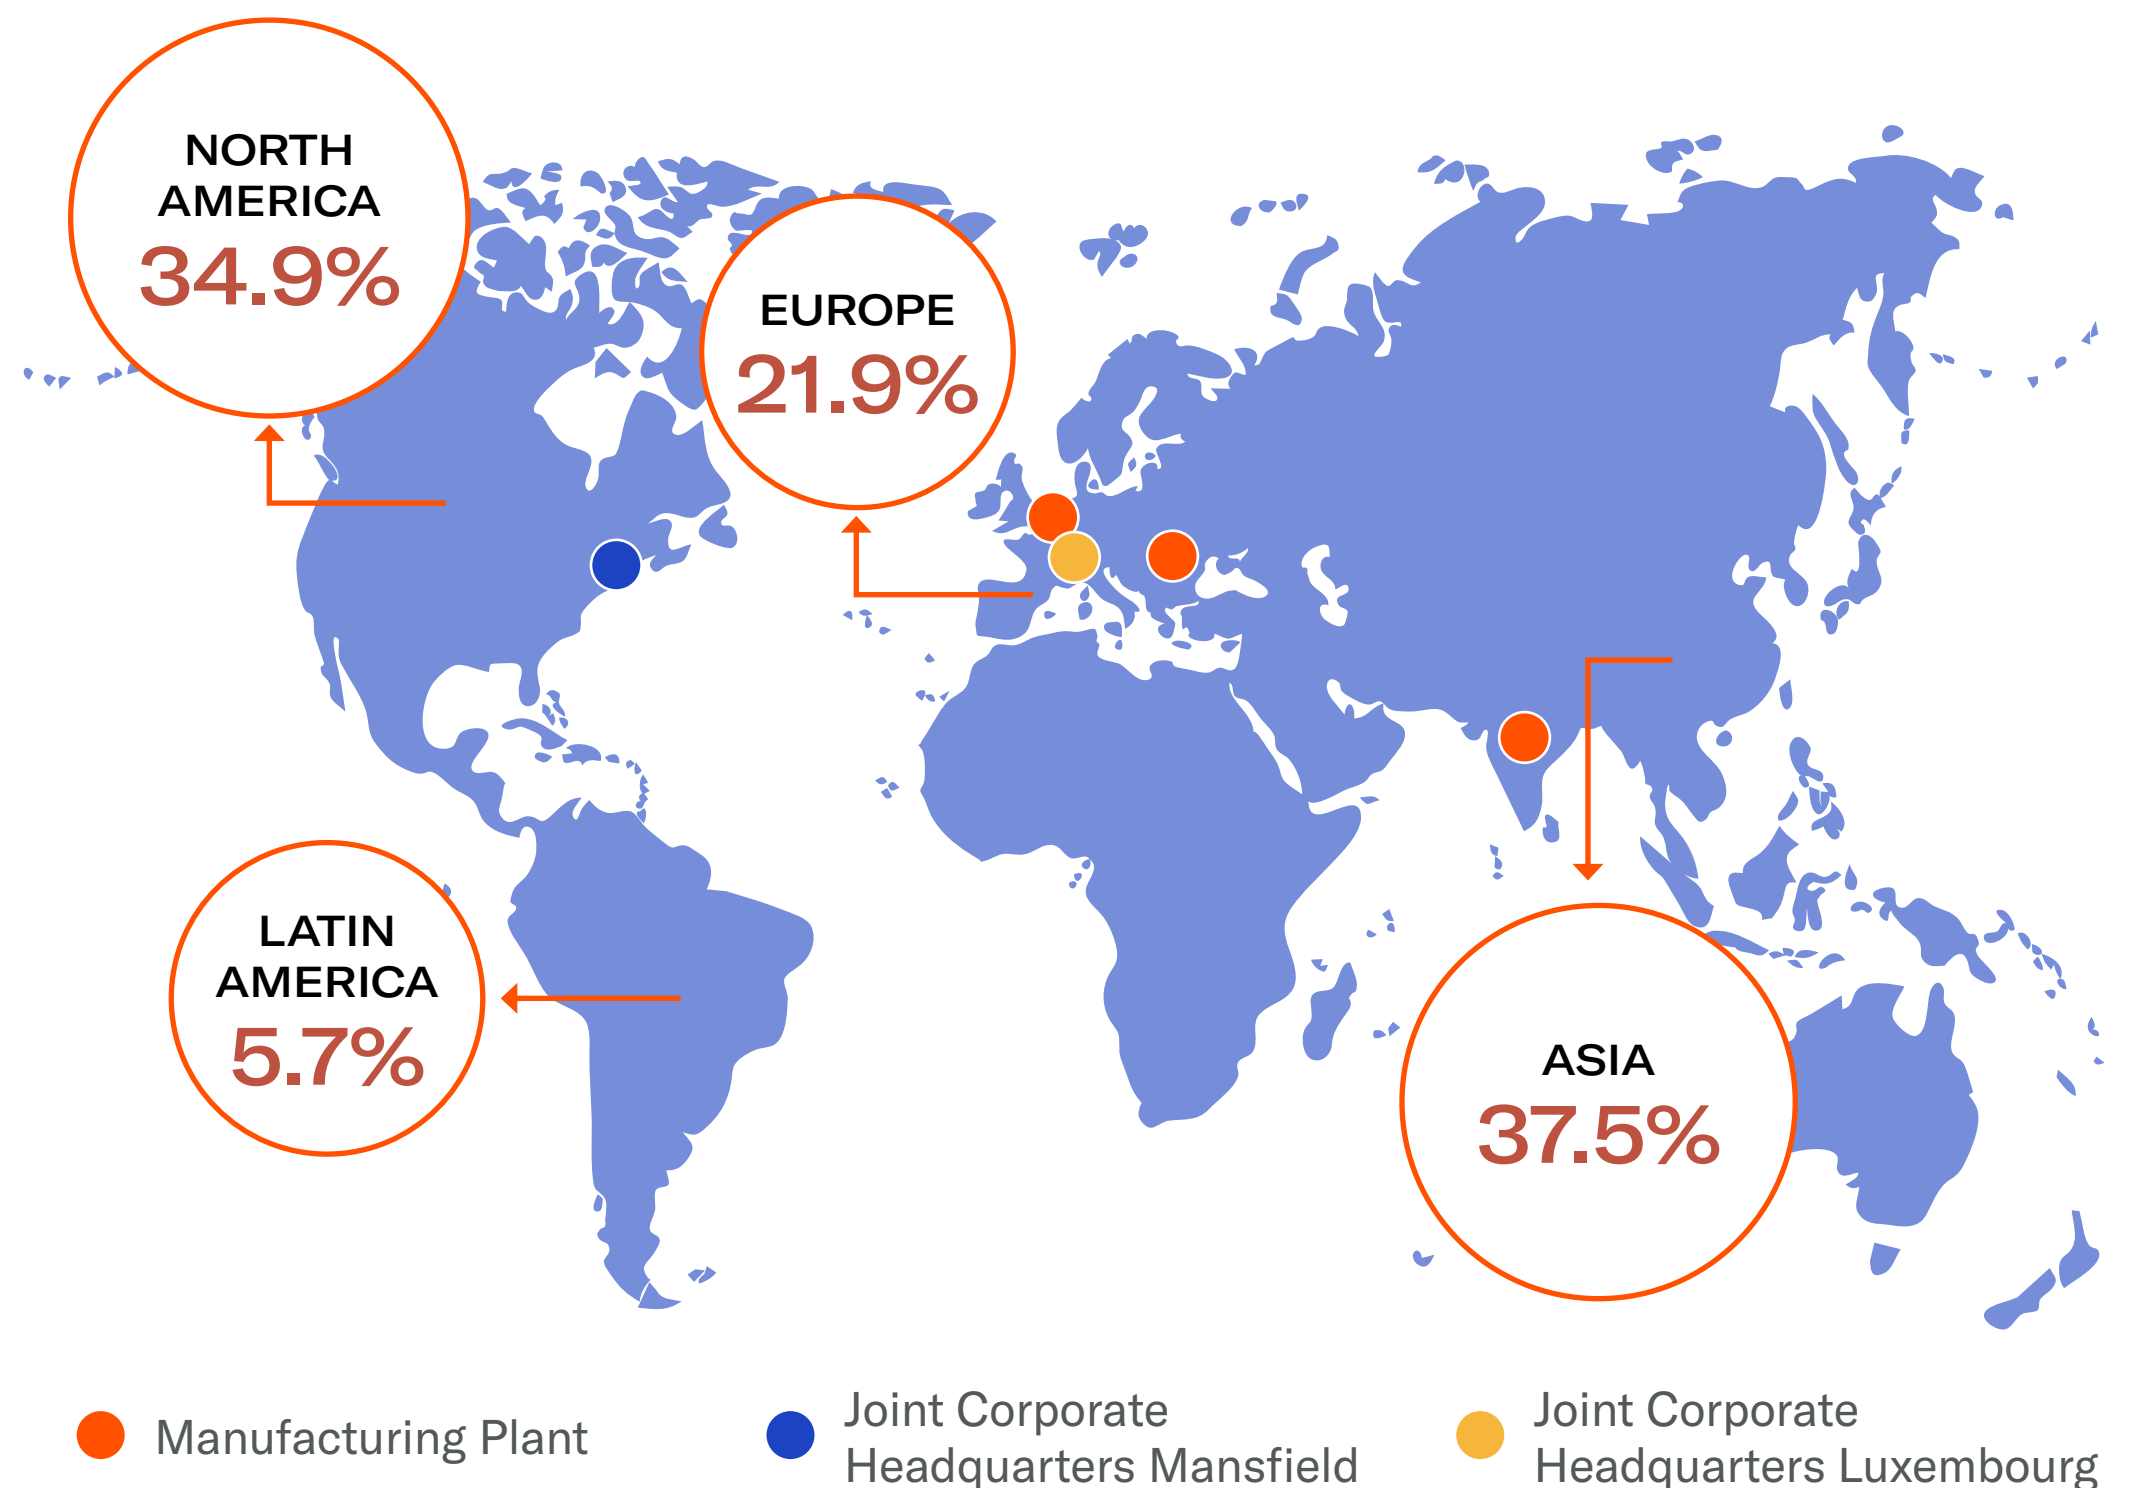 NORTH
AMERICA
34.9%
EUROPE
21.9%
LATIN
AMERICA
5.7%
ASIA
37.5%
Manufacturing Plant
Joint Corporate
Headquarters Mansfield
Joint Corporate
Headquarters Luxembourg